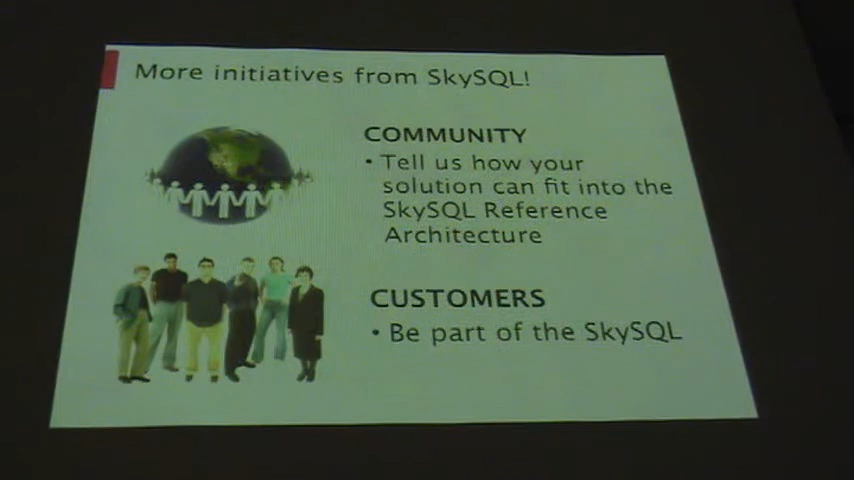 More initiatives from SkySQL!
COMMUNITY
• Tell us how your
solution can fit into the
SkySQL Reference
Architecture
CUSTOMERS
• Be part of the SkySQL